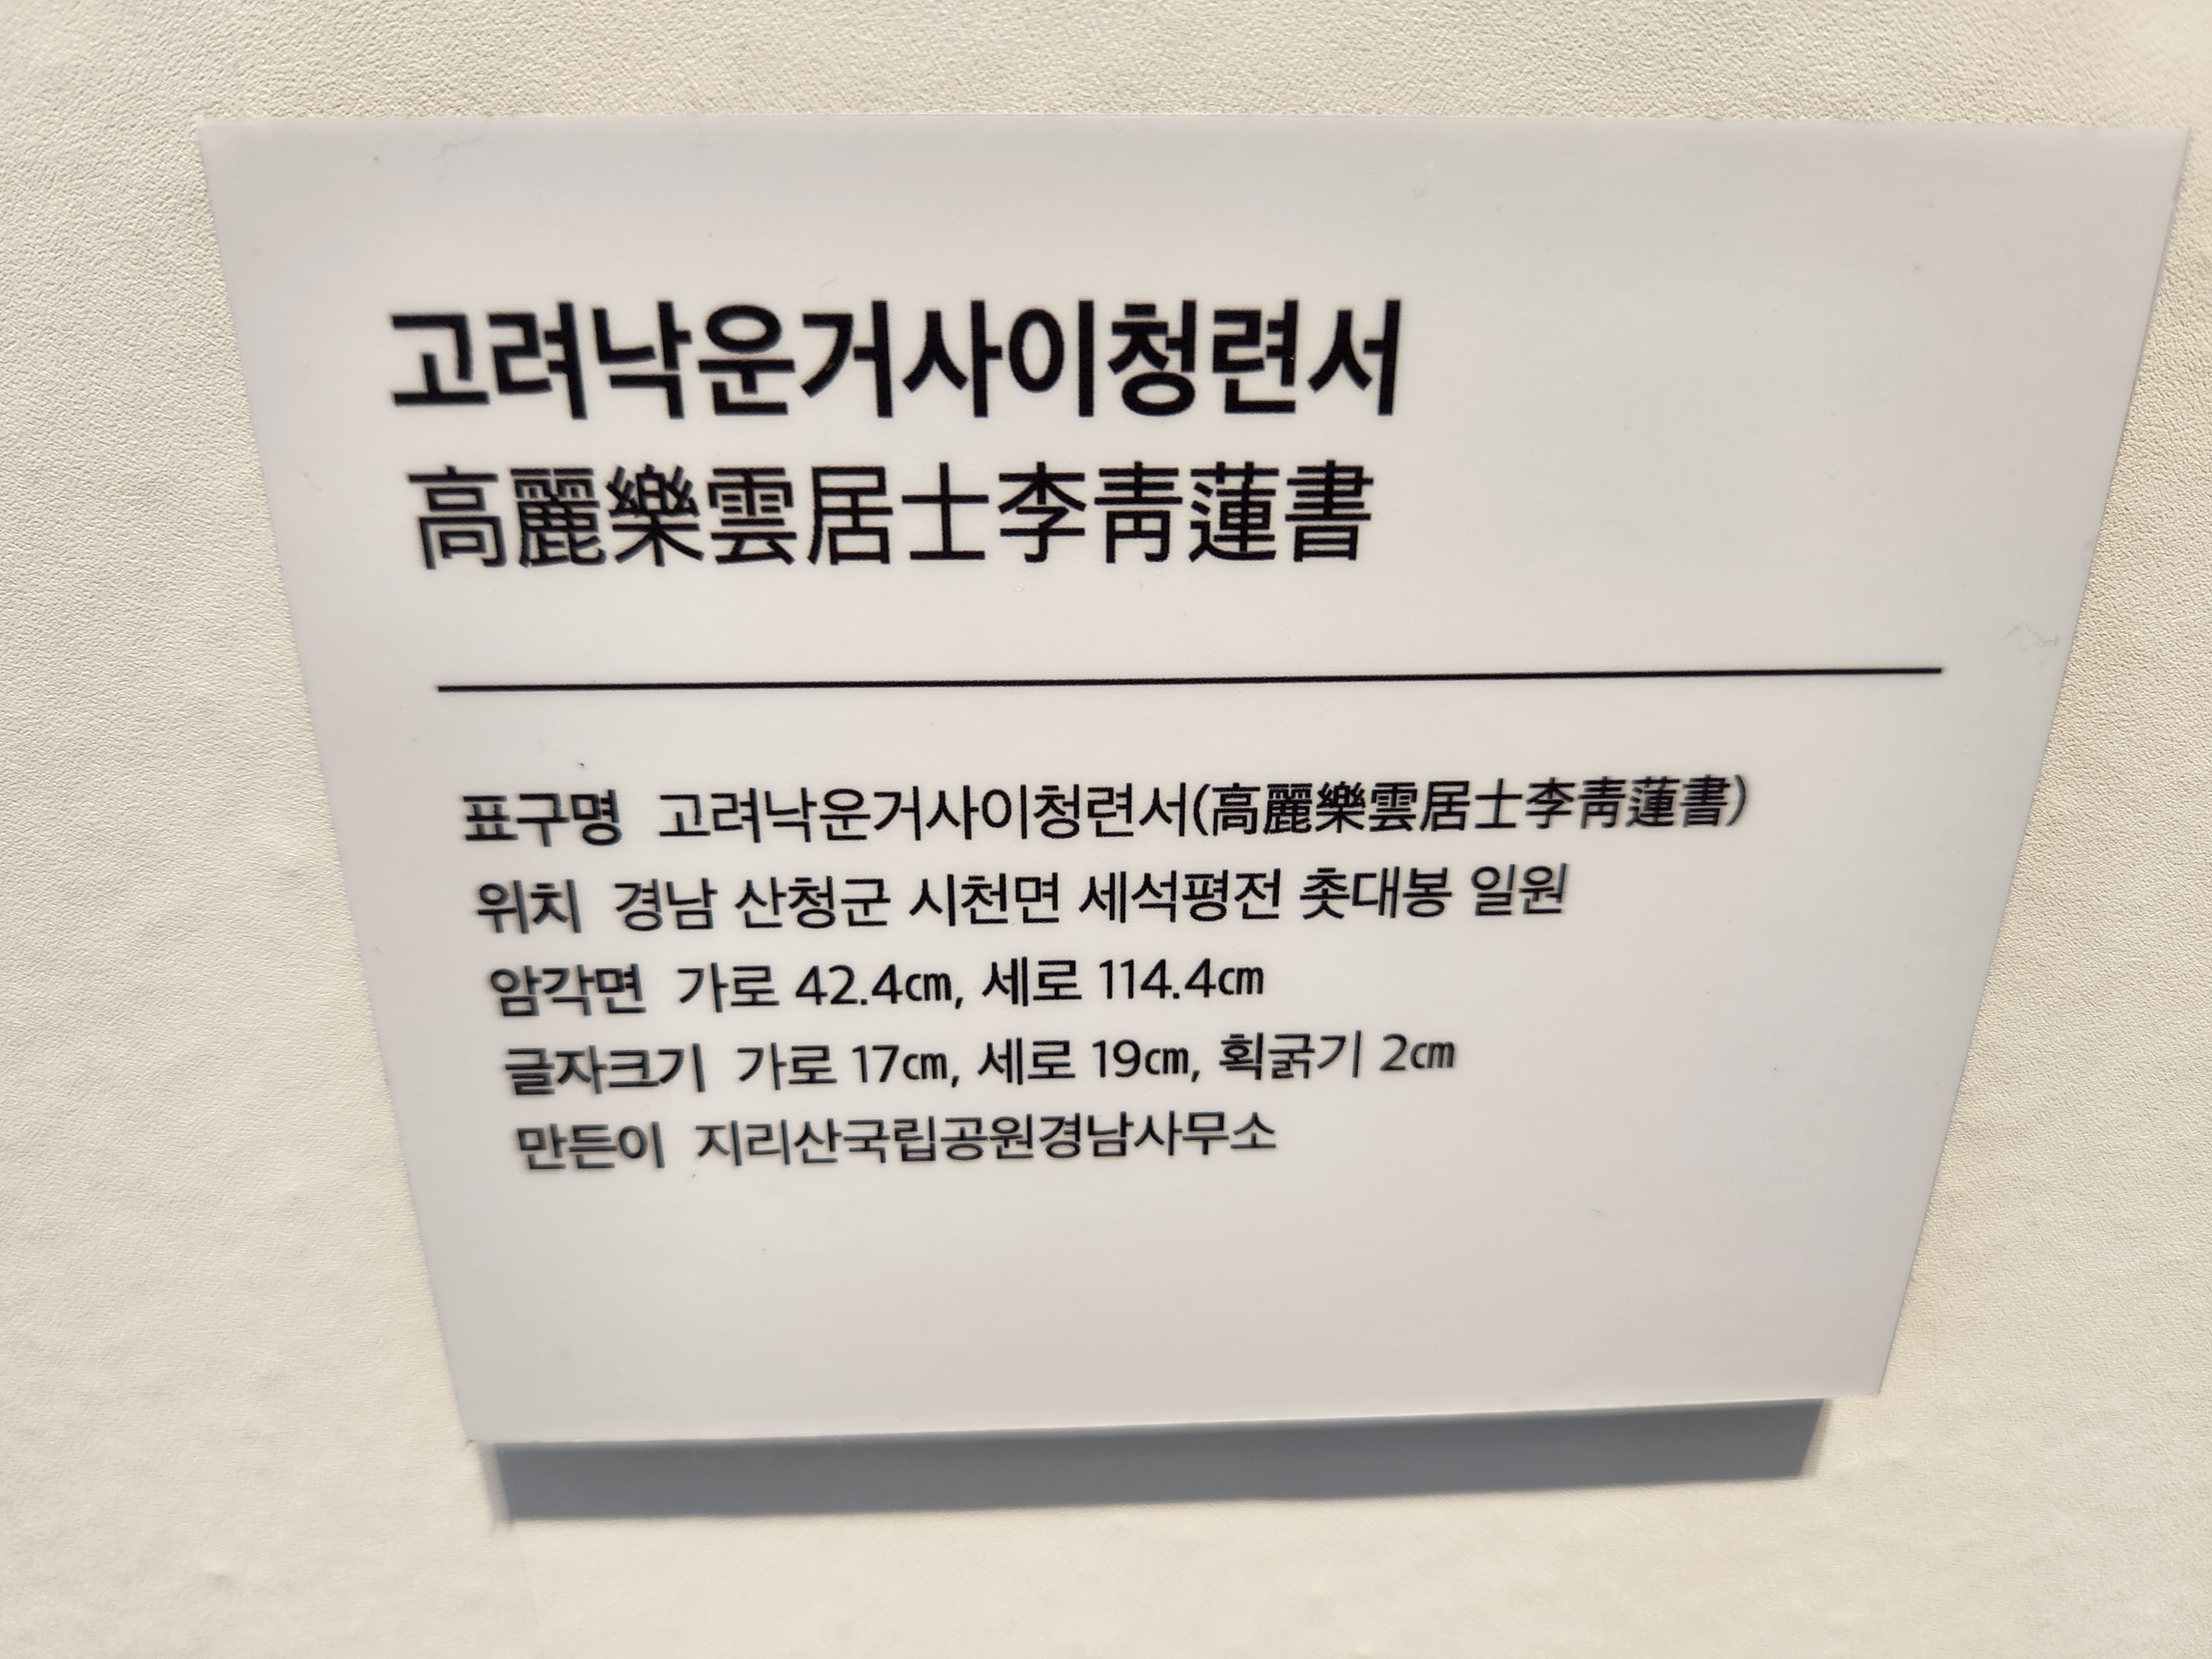 고려낙운거사이청련서
高麗樂雲居士李靑蓮書
표구명 고려낙운거사이청련서(高麗樂雲居士李靑蓮書)
위치 경남 산청군 시천면 세석평전 촛대봉 일원
암각면 가로 42.4㎝, 세로 114.4㎝
글자크기 가로 17㎝, 세로 19㎝, 획굵기 2㎝
만든이 지리산국립공원경남사무소